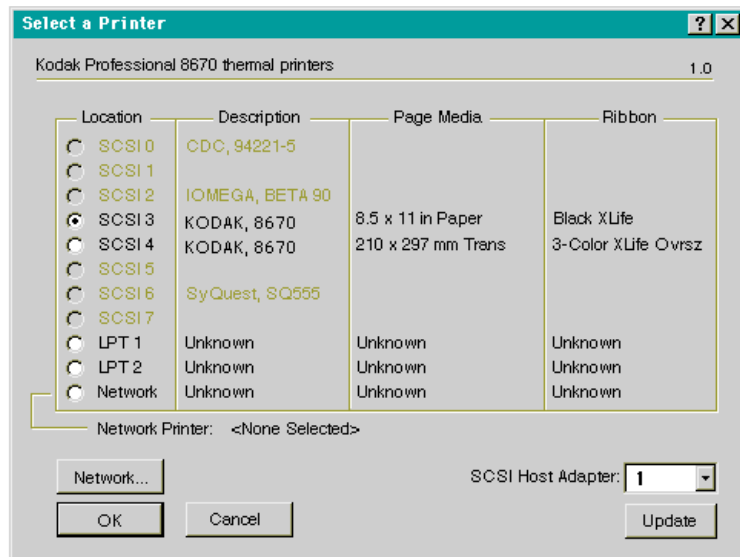 Select a Printer
Kodak Professional 8670 thermal printers 1.0
Location Description Page Media Ribbon
SCSI 0 CDC, 94221-5
SCSI 1
SCSI 2 IOMEGA, BETA 90
SCSI 3 KODAK, 8670 8.5 x 11 in Paper Black XLife
SCSI 4 KODAK, 8670 210 x 297 mm Trans 3-Color XLife Ovrsz
SCSI 5
SCSI 6 SyQuest, SQ555
SCSI 7
LPT 1 Unknown Unknown Unknown
LPT 2 Unknown Unknown Unknown
Network Unknown Unknown Unknown
Network Printer: <None Selected>
Network... SCSI Host Adapter: 1
OK Cancel Update